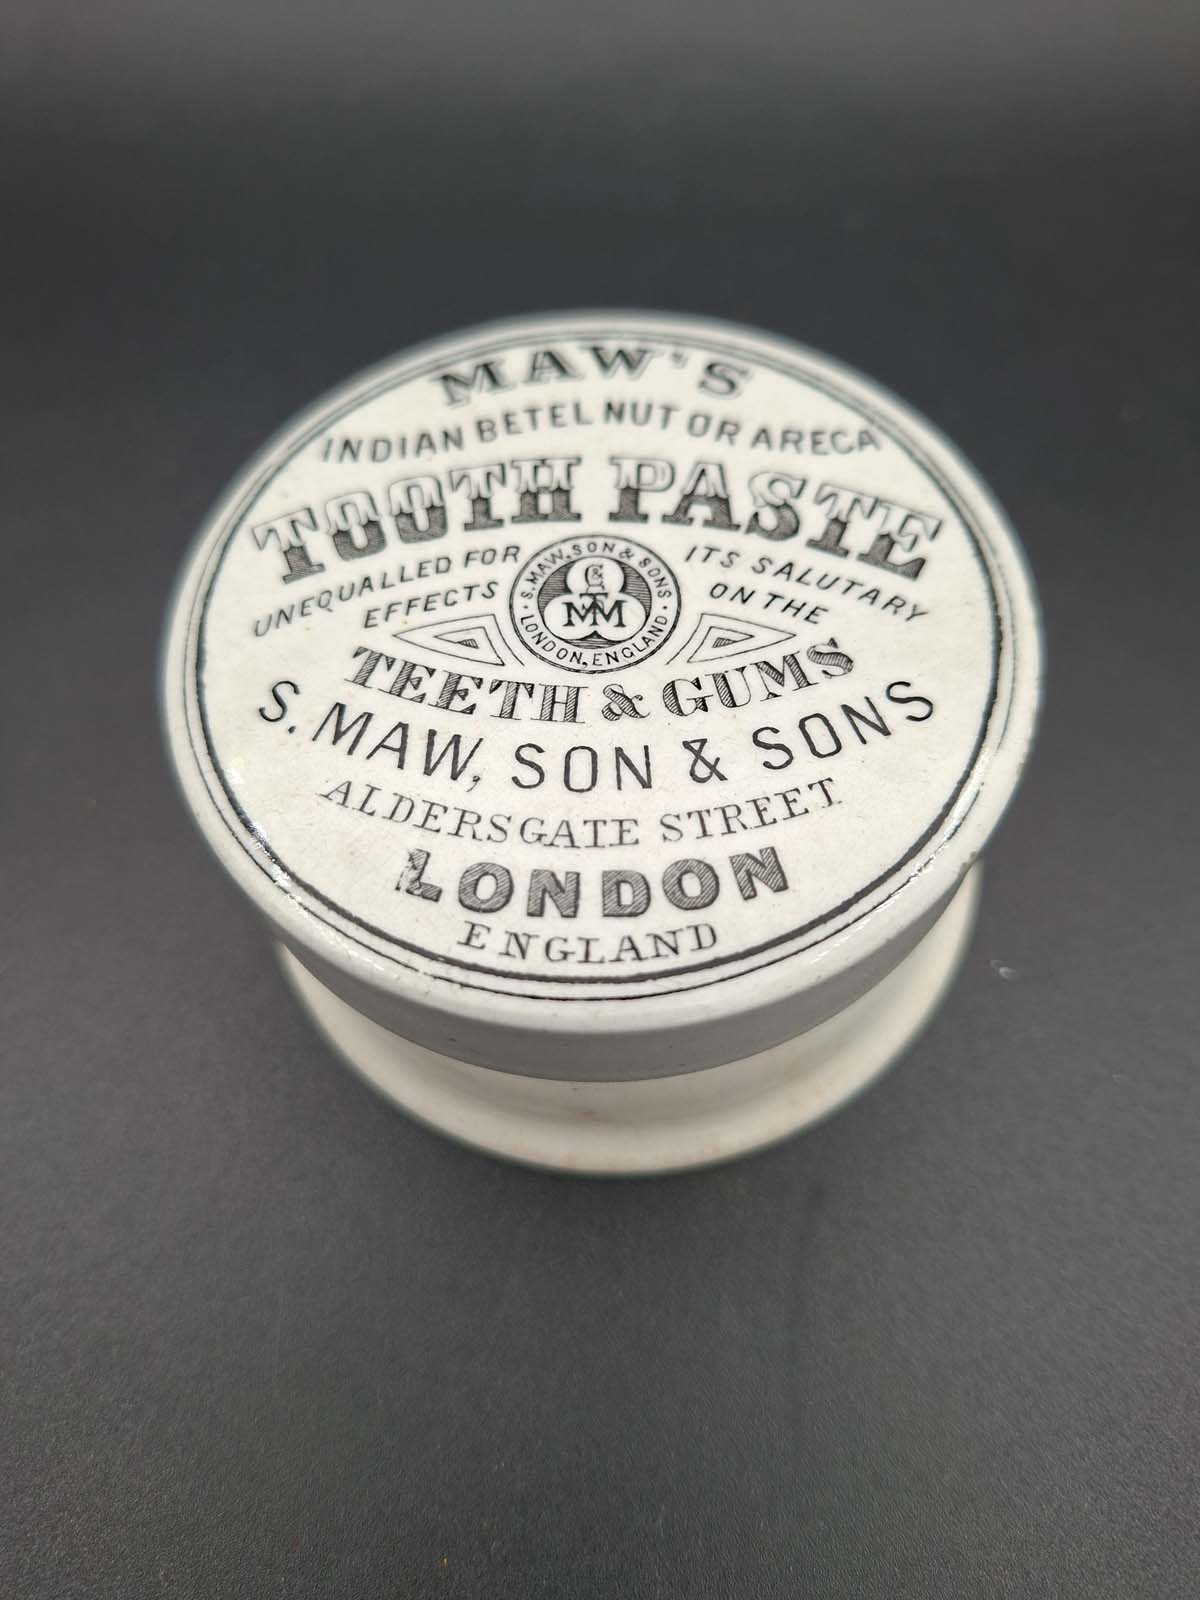 MAW'S
INDIAN BETEL NUT OR ARECA
TOOTH PASTE
UNEQUALLED FOR ITS SALUTARY
EFFECTS ON THE
S. MAW, SON & SONS
LONDON, ENGLAND
TEETH & GUMS
S. MAW, SON & SONS
ALDERSGATE STREET
LONDON
ENGLAND